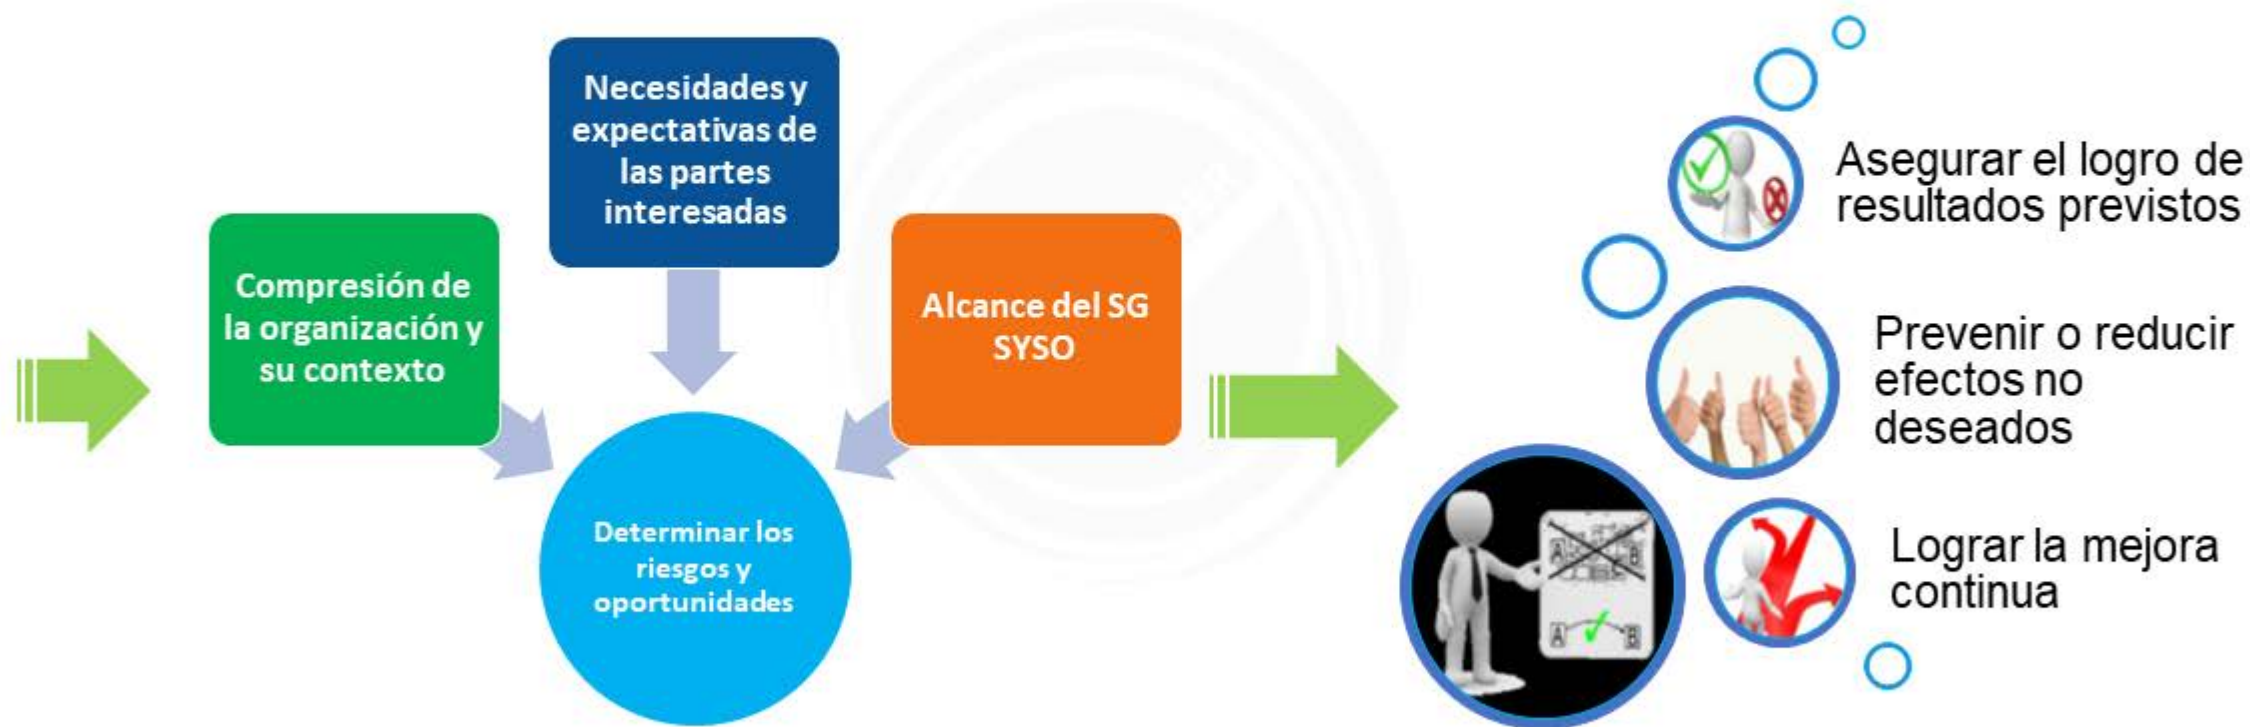 Compresión de
la organización y
su contexto
Necesidades y
expectativas de
las partes
interesadas
Alcance del SG
SYSO
Determinar los
riesgos y
oportunidades
Asegurar el logro de
resultados previstos
Prevenir o reducir
efectos no
deseados
A B
A B
Lograr la mejora
continua